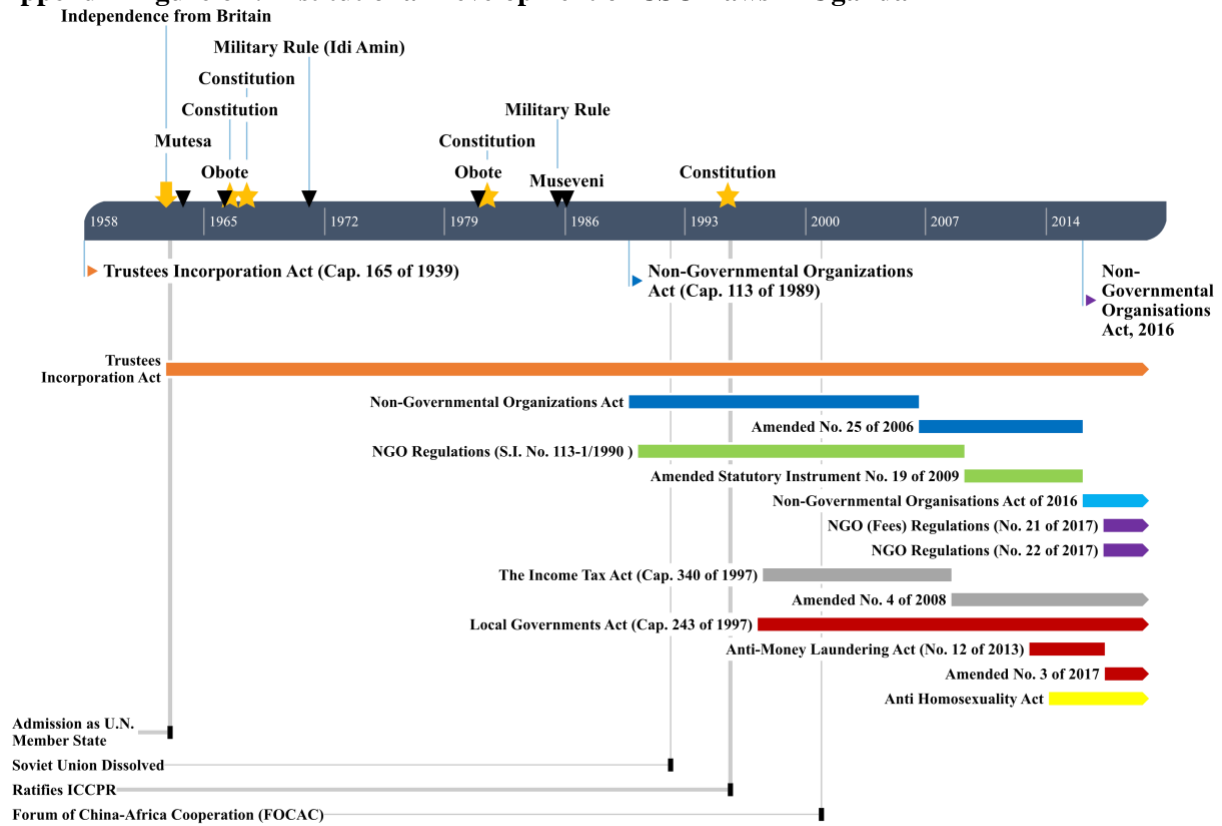 Independence from Britain
Military Rule (Idi Amin)
Constitution
Constitution
Military Rule
Mutesa
Constitution
Obote
Obote
Museveni
Constitution
1958
1965
1972
1979
1986
1993
2000
2007
2014
Trustees Incorporation Act (Cap. 165 of 1939)
Non-Governmental Organizations
Act (Cap. 113 of 1989)
Non-
Governmental
Organisations
Act, 2016
Trustees
Incorporation Act
Non-Governmental Organizations Act
Amended No. 25 of 2006
NGO Regulations (S.I. No. 113-1/1990 )
Amended Statutory Instrument No. 19 of 2009
Non-Governmental Organisations Act of 2016
NGO (Fees) Regulations (No. 21 of 2017)
NGO Regulations (No. 22 of 2017)
The Income Tax Act (Cap. 340 of 1997)
Amended No. 4 of 2008
Local Governments Act (Cap. 243 of 1997)
Anti-Money Laundering Act (No. 12 of 2013)
Amended No. 3 of 2017
Anti Homosexuality Act
Admission as U.N.
Member State
Soviet Union Dissolved
Ratifies ICCPR
Forum of China-Africa Cooperation (FOCAC)